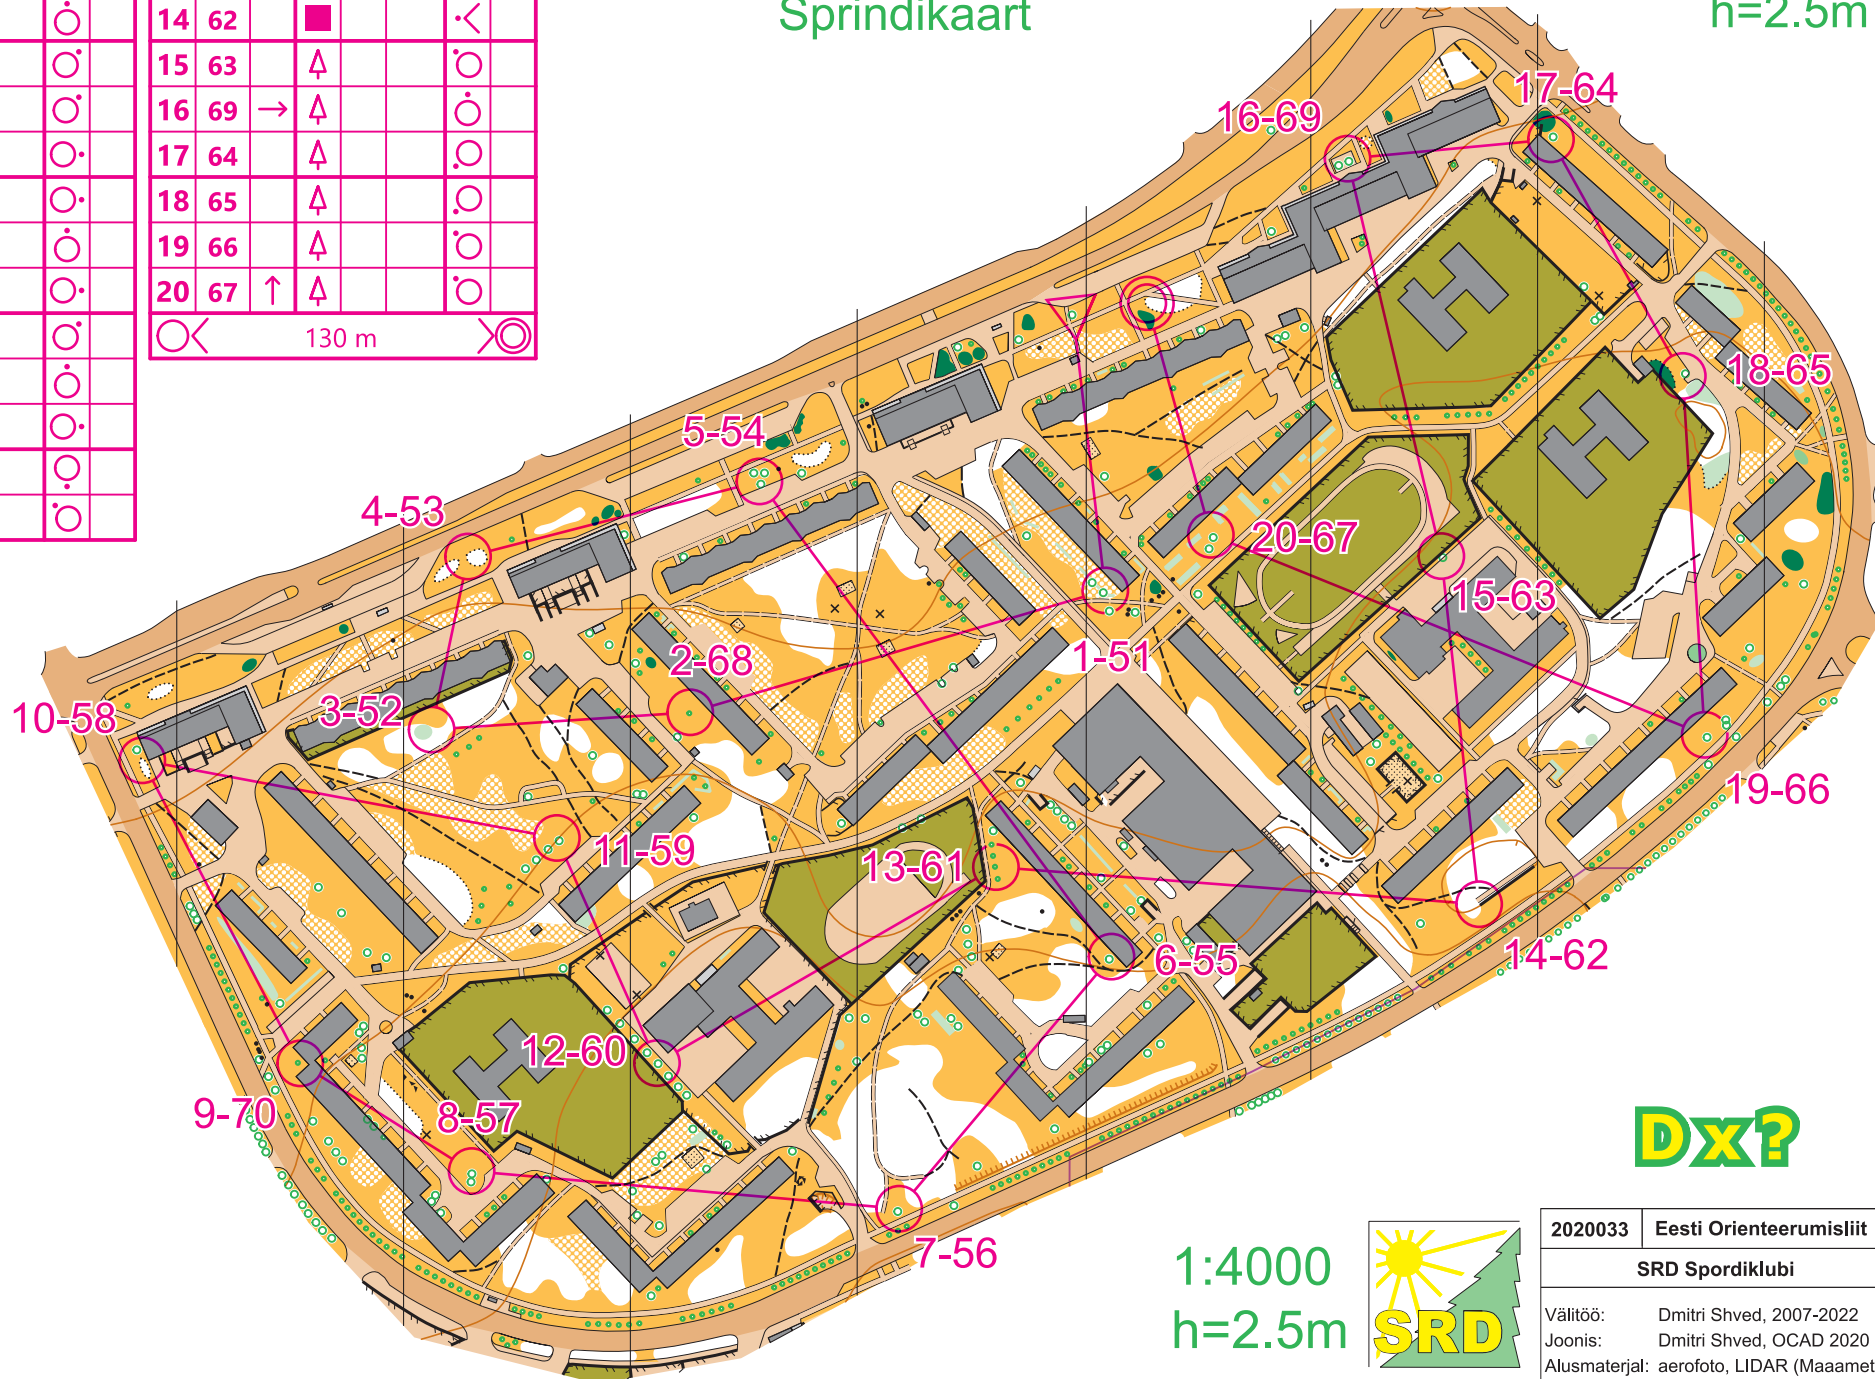 Sprindikaart
h=2.5m
14 62
15 63
16 69
17 64
18 65
19 66
20 67
130 m
17-64
16-69
18-65
5-54
4-53
20-67
15-63
1-51
2-68
3-52
10-58
19-66
11-59
13-61
6-55
14-62
12-60
9-70
8-57
7-56
Dx?
1:4000
h=2.5m
SRD
2020033 Eesti Orienteerumisliit
SRD Spordiklubi
Välitöö: Dmitri Shved, 2007-2022
Joonis: Dmitri Shved, OCAD 2020
Alusmaterjal: aerofoto, LIDAR (Maaamet